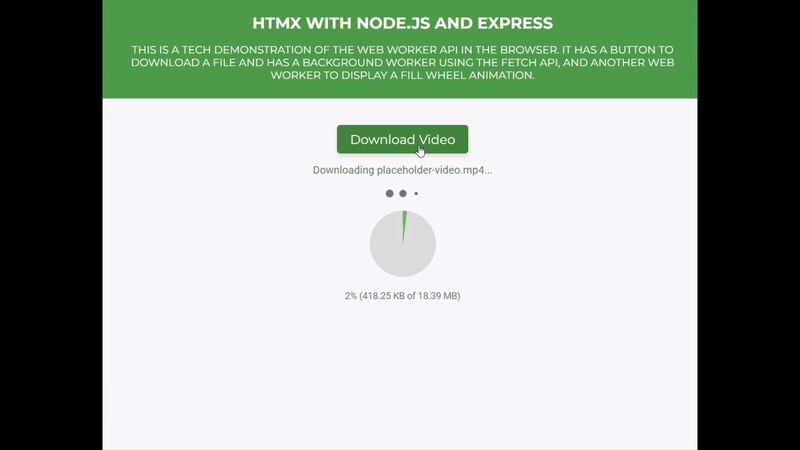 HTMX WITH NODE.JS AND EXPRESS
THIS IS A TECH DEMONSTRATION OF THE WEB WORKER API IN THE BROWSER. IT HAS A BUTTON TO
DOWNLOAD A FILE AND HAS A BACKGROUND WORKER USING THE FETCH API, AND ANOTHER WEB
WORKER TO DISPLAY A FILL WHEEL ANIMATION.
Download Video
Downloading placeholder-video.mp4...
2% (418.25 KB of 18.39 MB)